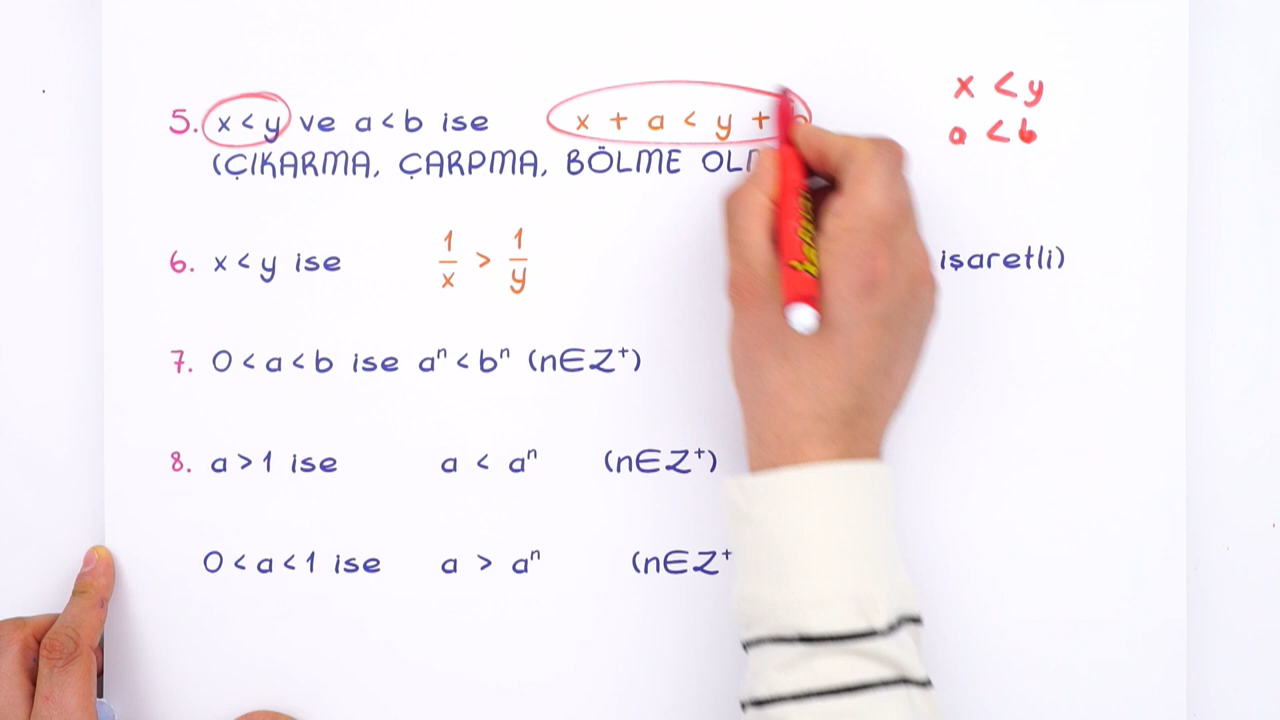 5. x < y ve a < b ise x + a < y +
x < y
a < b
(ÇIKARMA, ÇARPMA, BÖLME
6. x < y ise 1/x > 1/y işaretli)
7. 0 < a < b ise aⁿ < bⁿ (n∈Z⁺)
8. a > 1 ise a < aⁿ (n∈Z⁺)
0 < a < 1 ise a > aⁿ (n∈Z⁺